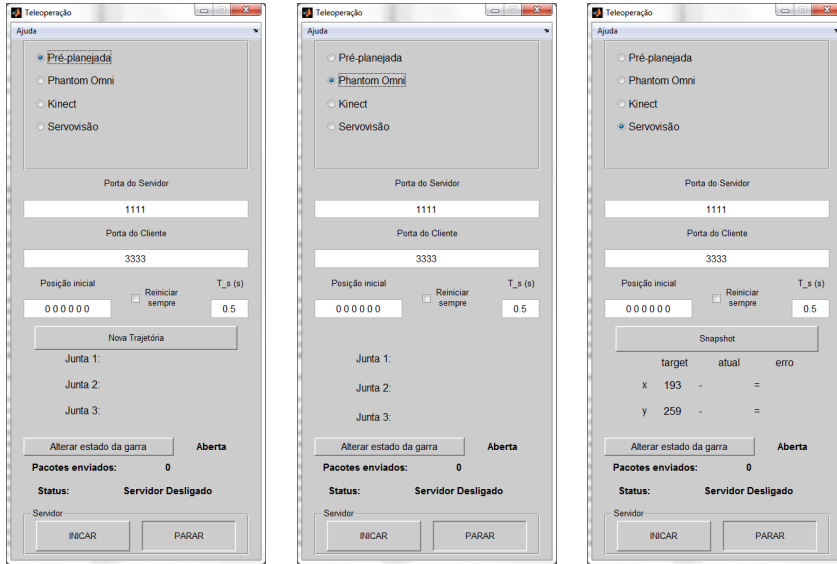 Teleoperação
Ajuda
Pré-planejada
Phantom Omni
Kinect
Servovisão
Porta do Servidor
1111
Porta do Cliente
3333
Posição inicial
Reiniciar
sempre
T_s (s)
0 0 0 0 0 0
0.5
Nova Trajetória
Junta 1:
Junta 2:
Junta 3:
Alterar estado da garra Aberta
Pacotes enviados: 0
Status: Servidor Desligado
Servidor
INICAR PARAR
Teleoperação
Ajuda
Pré-planejada
Phantom Omni
Kinect
Servovisão
Porta do Servidor
1111
Porta do Cliente
3333
Posição inicial
Reiniciar
sempre
T_s (s)
0 0 0 0 0 0
0.5
Junta 1:
Junta 2:
Junta 3:
Alterar estado da garra Aberta
Pacotes enviados: 0
Status: Servidor Desligado
Servidor
INICAR PARAR
Teleoperação
Ajuda
Pré-planejada
Phantom Omni
Kinect
Servovisão
Porta do Servidor
1111
Porta do Cliente
3333
Posição inicial
Reiniciar
sempre
T_s (s)
0 0 0 0 0 0
0.5
Snapshot
target atual erro
x 193 - =
y 259 - =
Alterar estado da garra Aberta
Pacotes enviados: 0
Status: Servidor Desligado
Servidor
INICAR PARAR